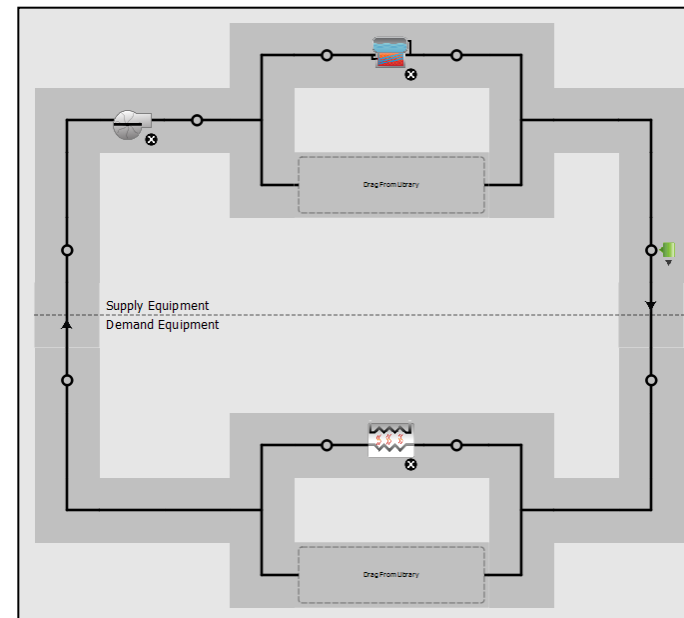 Drag From Library
Supply Equipment
Demand Equipment
Drag From Library